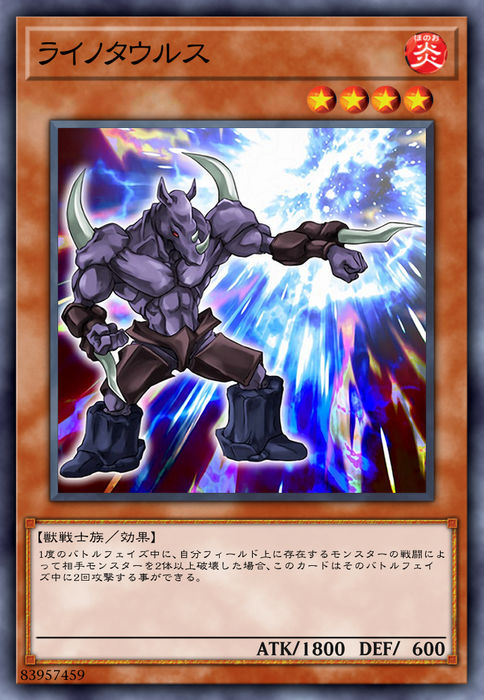 ライノタウルス
ほのお
炎
【獣戦士族／効果】
1度のバトルフェイズ中に、自分フィールド上に存在するモンスターの戦闘によ
って相手モンスターを2体以上破壊した場合、このカードはそのバトルフェイ
ズ中に2回攻撃する事ができる。
ATK/1800 DEF/ 600
83957459